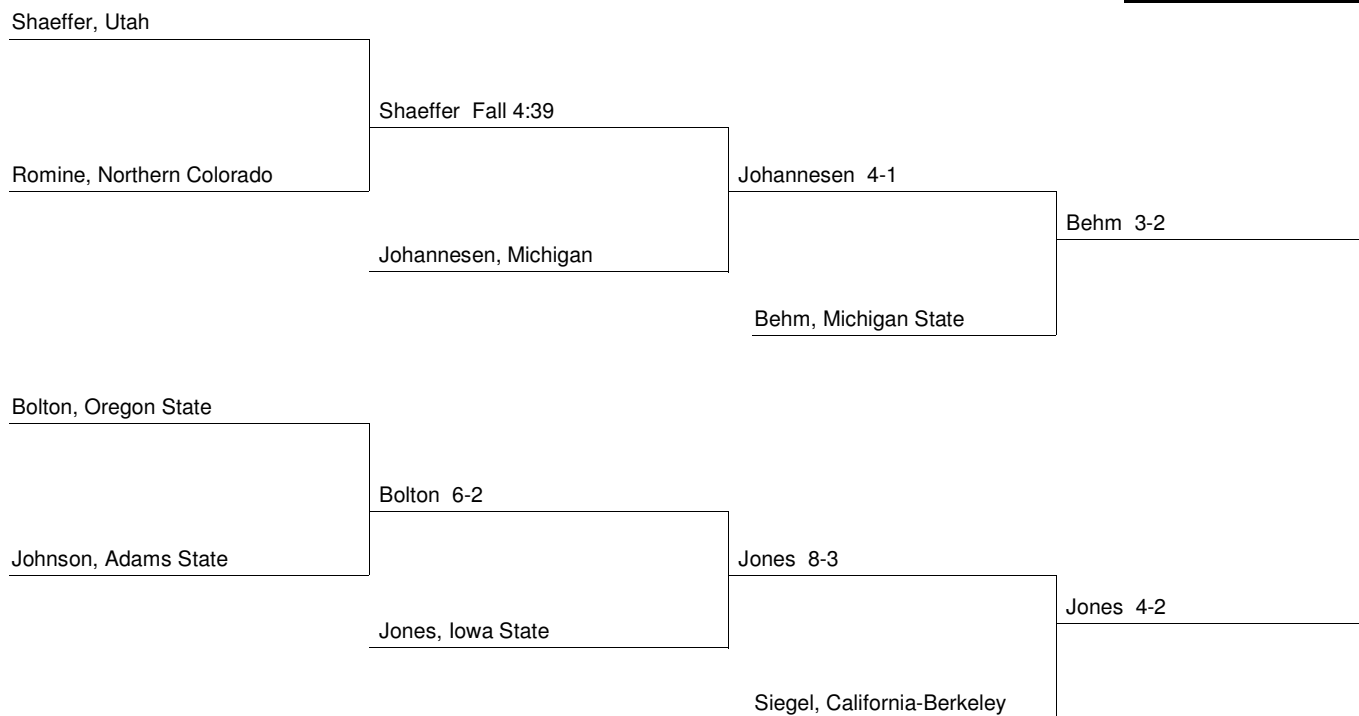 Shaeffer, Utah
Shaeffer Fall 4:39
Romine, Northern Colorado
Johannesen 4-1
Behm 3-2
Johannesen, Michigan
Behm, Michigan State
Bolton, Oregon State
Bolton 6-2
Johnson, Adams State
Jones 8-3
Jones 4-2
Jones, Iowa State
Siegel, California-Berkeley